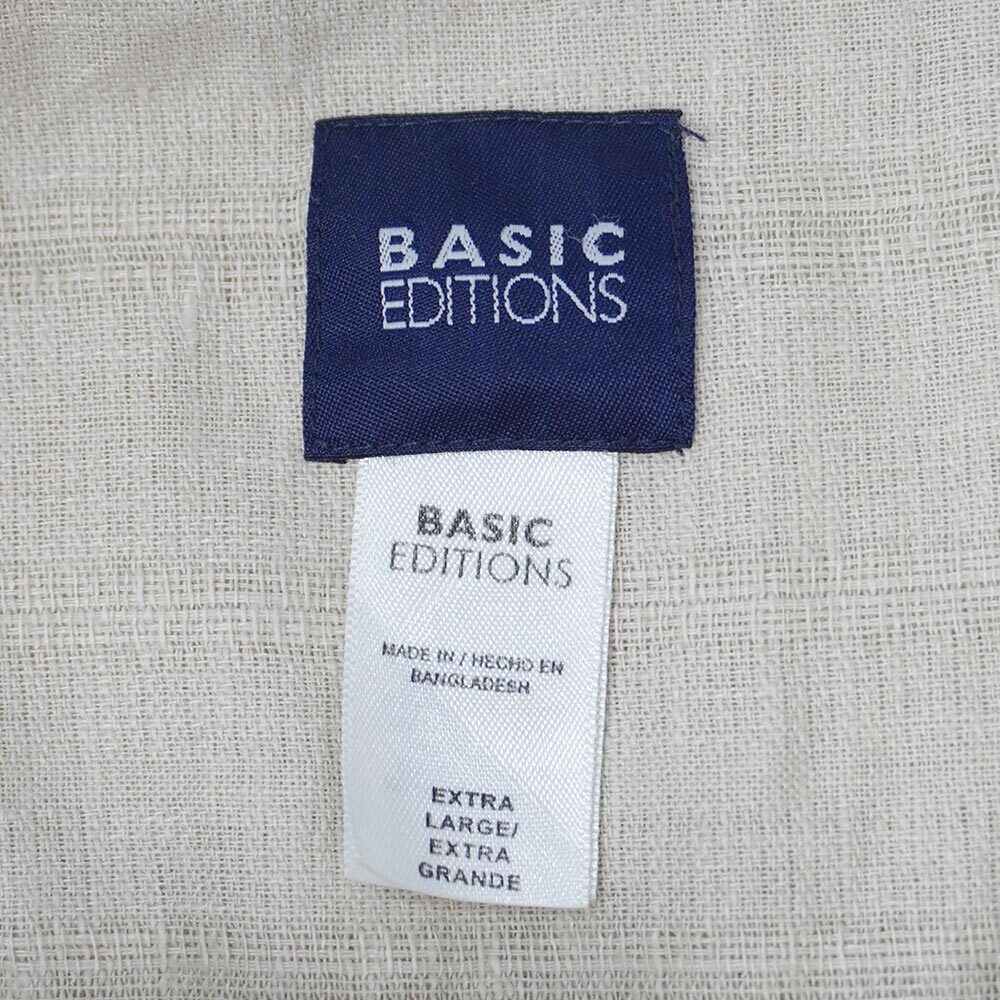 BASIC
EDITIONS
BASIC
EDITIONS
MADE IN / HECHO EN
BANGLADESH
EXTRA
LARGE/
EXTRA
GRANDE